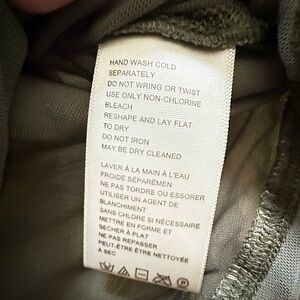 HAND WASH COLD
SEPARATELY
DO NOT WRING OR TWIST
USE ONLY NON-CHLORINE
BLEACH
RESHAPE AND LAY FLAT
TO DRY
DO NOT IRON
MAY BE DRY CLEANED
LAVER À LA MAIN À L'EAU
FROIDE SÉPARÉMEN
NE PAS TORDRE OU ESSORER
UTILISER UN AGENT DE
BLANCHIMENT
SANS CHLORE SI NÉCESSAIRE
METTRE EN FORME ET
SÉCHER À PLAT
NE PAS REPASSER
PEUT-ÊTRE ÊTRE NETTOYÉE
À SEC